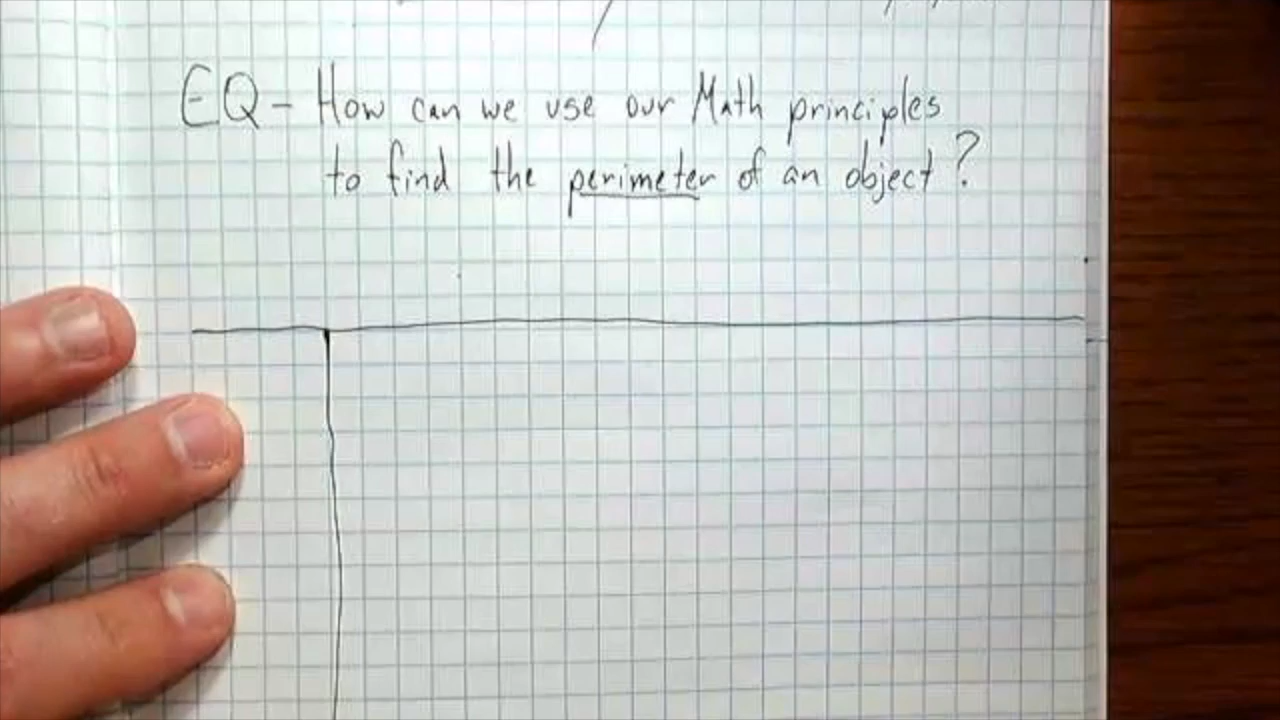 EQ- How can we use our Math principles
to find the perimeter of an object?